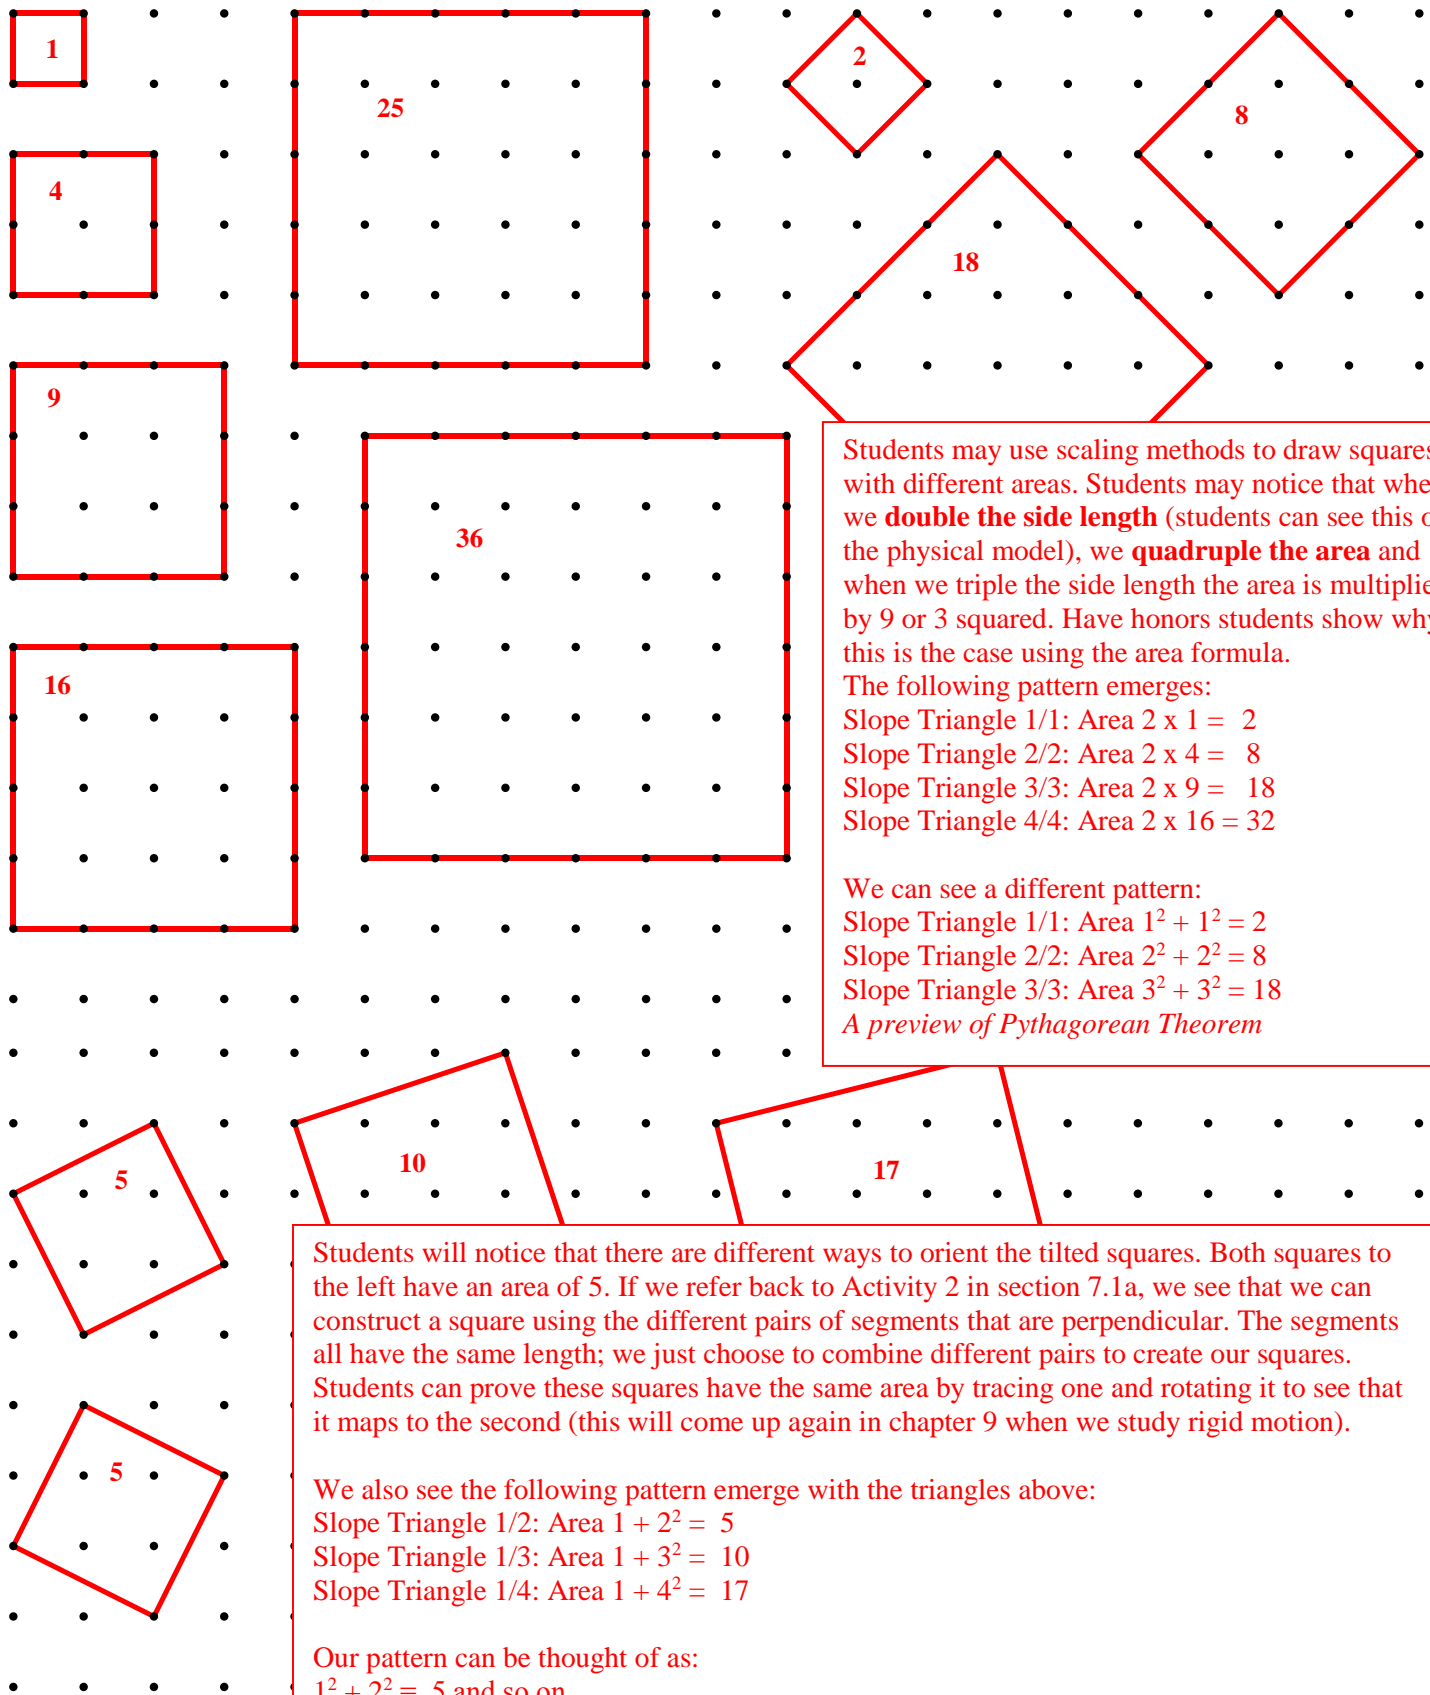 1
25
2
8
4
18
9
36
16
Students may use scaling methods to draw squares
with different areas. Students may notice that whe
we double the side length (students can see this o
the physical model), we quadruple the area and
when we triple the side length the area is multiplie
by 9 or 3 squared. Have honors students show why
this is the case using the area formula.
The following pattern emerges:
Slope Triangle 1/1: Area 2 x 1 = 2
Slope Triangle 2/2: Area 2 x 4 = 8
Slope Triangle 3/3: Area 2 x 9 = 18
Slope Triangle 4/4: Area 2 x 16 = 32
We can see a different pattern:
Slope Triangle 1/1: Area 1² + 1² = 2
Slope Triangle 2/2: Area 2² + 2² = 8
Slope Triangle 3/3: Area 3² + 3² = 18
A preview of Pythagorean Theorem
5
10
17
5
Students will notice that there are different ways to orient the tilted squares. Both squares to
the left have an area of 5. If we refer back to Activity 2 in section 7.1a, we see that we can
construct a square using the different pairs of segments that are perpendicular. The segments
all have the same length; we just choose to combine different pairs to create our squares.
Students can prove these squares have the same area by tracing one and rotating it to see that
it maps to the second (this will come up again in chapter 9 when we study rigid motion).
We also see the following pattern emerge with the triangles above:
Slope Triangle 1/2: Area 1 + 2² = 5
Slope Triangle 1/3: Area 1 + 3² = 10
Slope Triangle 1/4: Area 1 + 4² = 17
Our pattern can be thought of as:
1² + 2² = 5 and so on